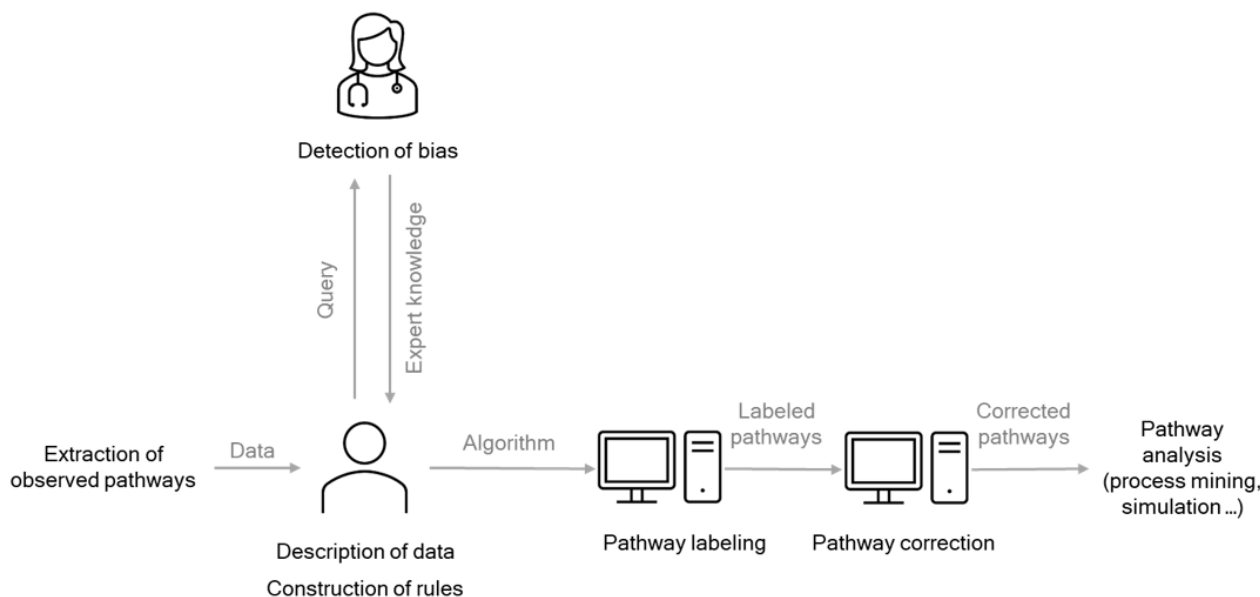 Detection of bias
Query
Expert knowledge
Extraction of
observed pathways
Data
Algorithm
Labeled
pathways
Corrected
pathways
Pathway
analysis
(process mining,
simulation ...)
Description of data
Construction of rules
Pathway labeling
Pathway correction